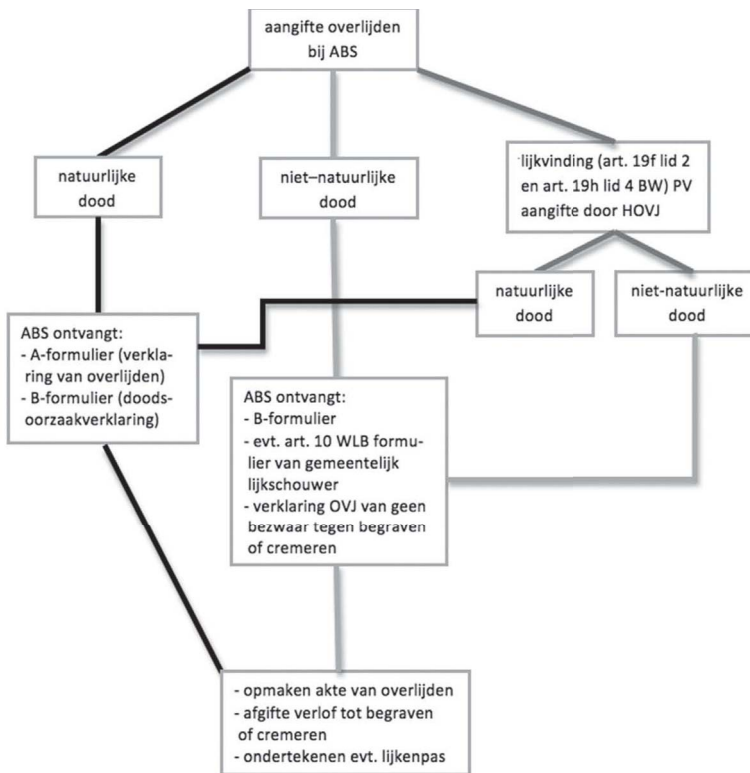 aangifte overlijden
bij ABS
natuurlijke
dood
niet–natuurlijke
dood
lijkvinding (art. 19f lid 2
en art. 19h lid 4 BW) PV
aangifte door HOVJ
natuurlijke
dood
niet-natuurlijke
dood
ABS ontvangt:
- A-formulier (verkla-
ring van overlijden)
- B-formulier (doods-
oorzaakverklaring)
ABS ontvangt:
- B-formulier
- evt. art. 10 WLB formu-
lier van gemeentelijk
lijkschouwer
- verklaring OVJ van geen
bezwaar tegen begraven
of cremeren
- opmaken akte van overlijden
- afgifte verlof tot begraven
of cremeren
- ondertekenen evt. lijkenpas